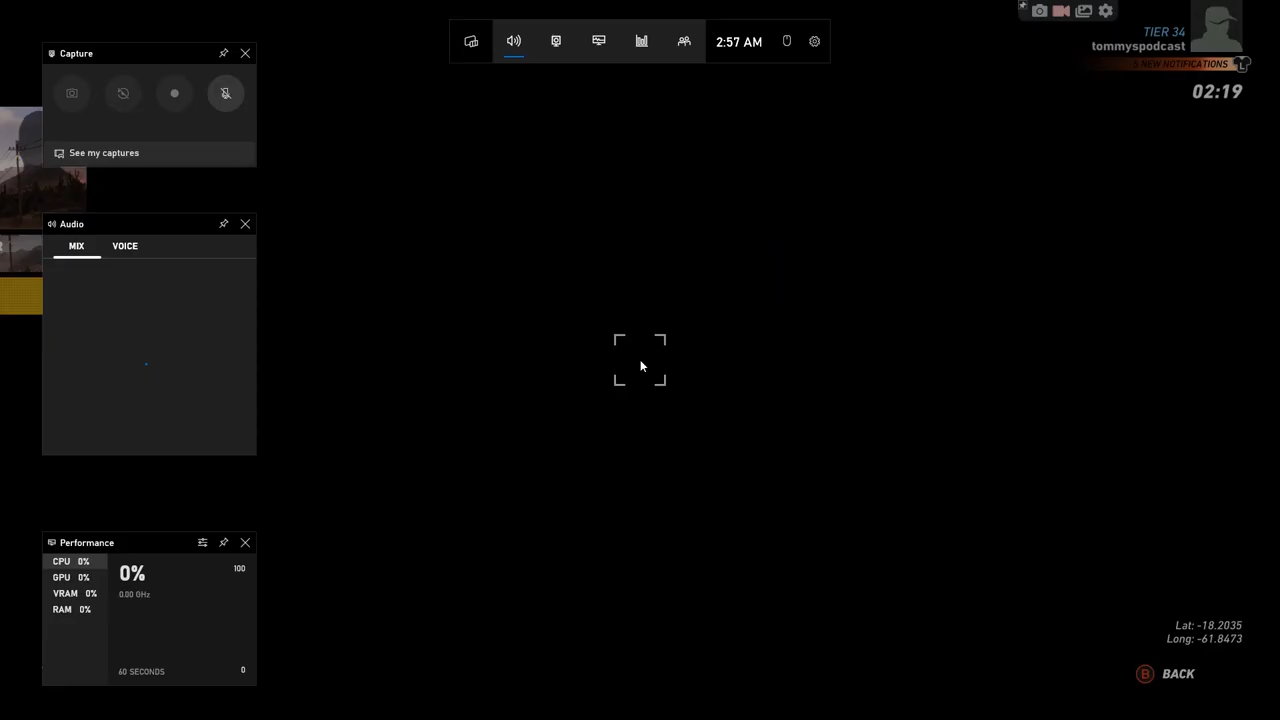 Capture
See my captures
Audio
MIX VOICE
Performance
CPU 0%
GPU 0%
VRAM 0%
RAM 0%
0%
0.00 GHz
100
60 SECONDS
0
2:57 AM
TIER 34
tommyspodcast
5 NEW NOTIFICATIONS
L
02:19
Lat: -18.2035
Long: -61.8473
B BACK